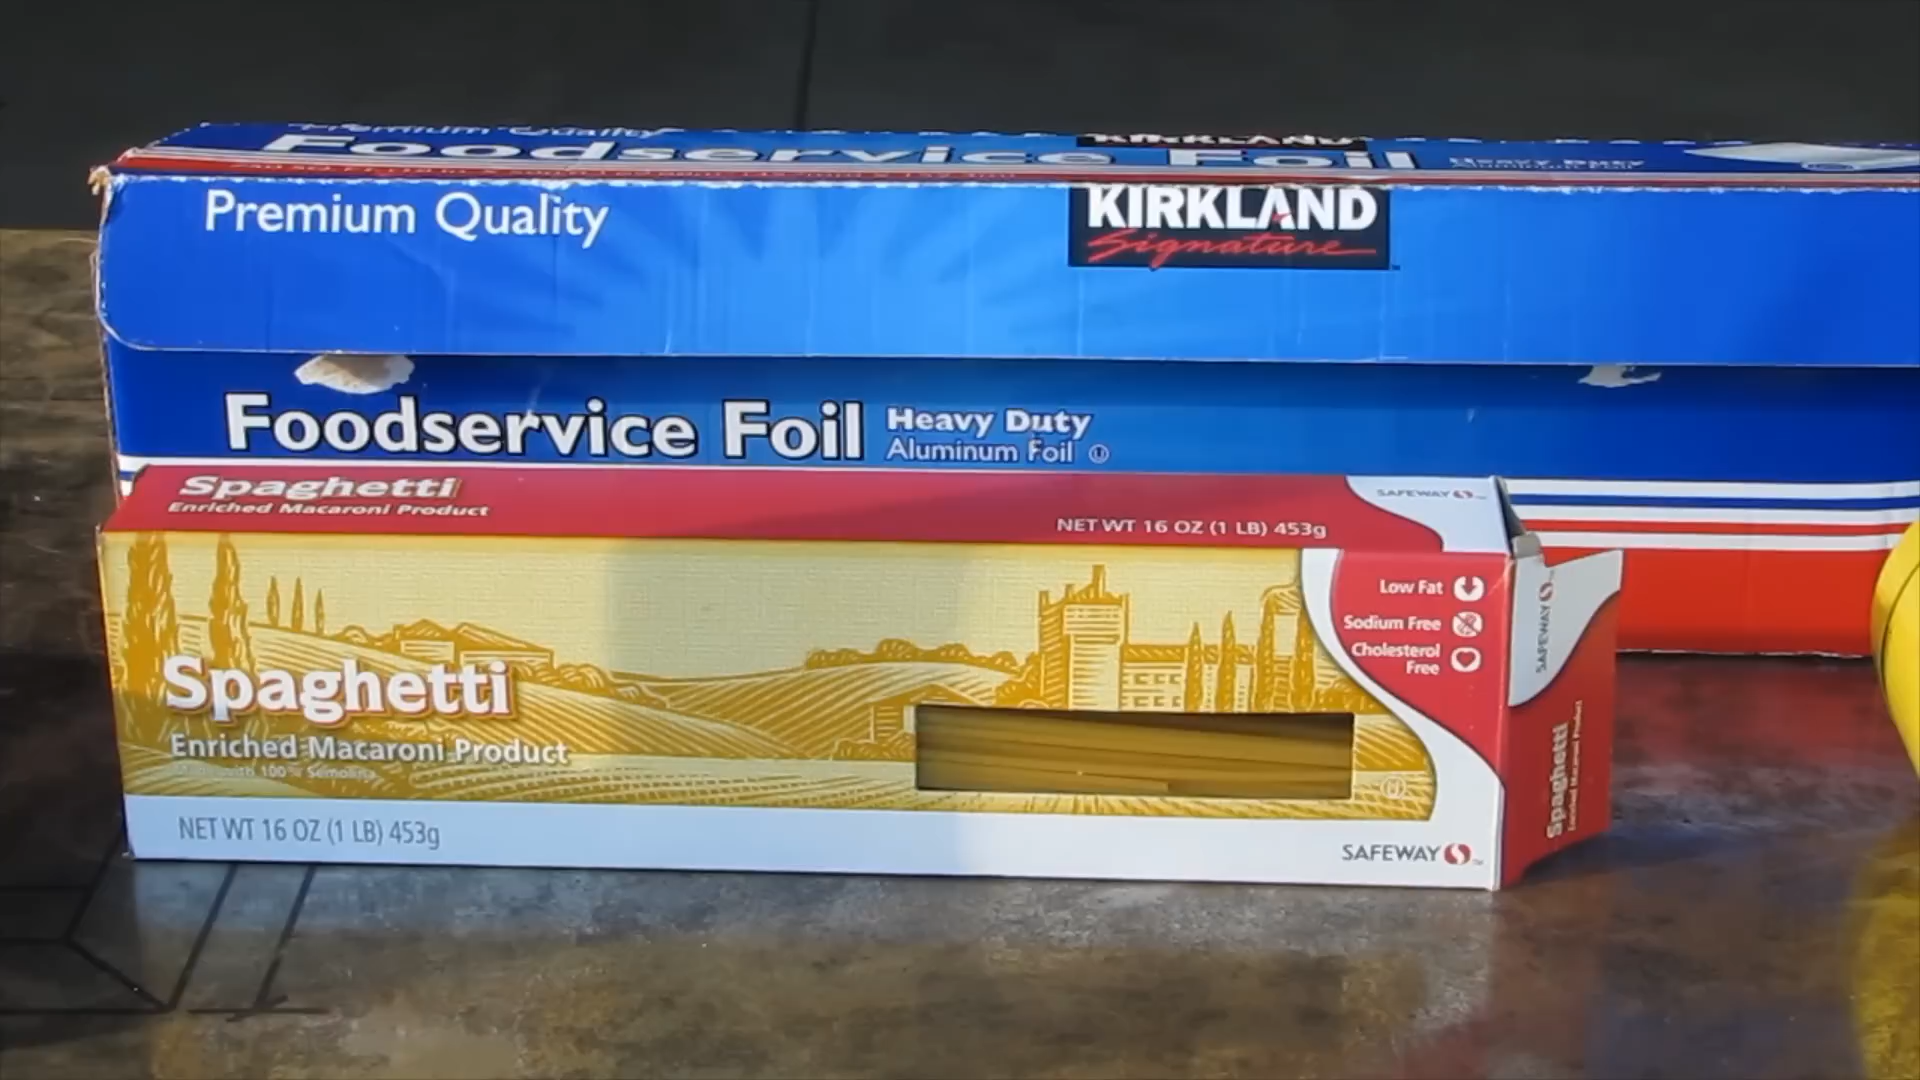 Premium Quality
KIRKLAND
Foodservice Foil
Heavy Duty
Premium Quality
KIRKLAND
Signature
Foodservice Foil
Heavy Duty
Aluminum Foil
Spaghetti
Enriched Macaroni Product
NET WT 16 OZ (1 LB) 453g
SAFEWAY
Low Fat
Sodium Free
Cholesterol
Free
Spaghetti
Enriched Macaroni Product
Made with 100% Semolina
NET WT 16 OZ (1 LB) 453g
SAFEWAY
SAFEWAY
Spaghetti
Enriched Macaroni Product